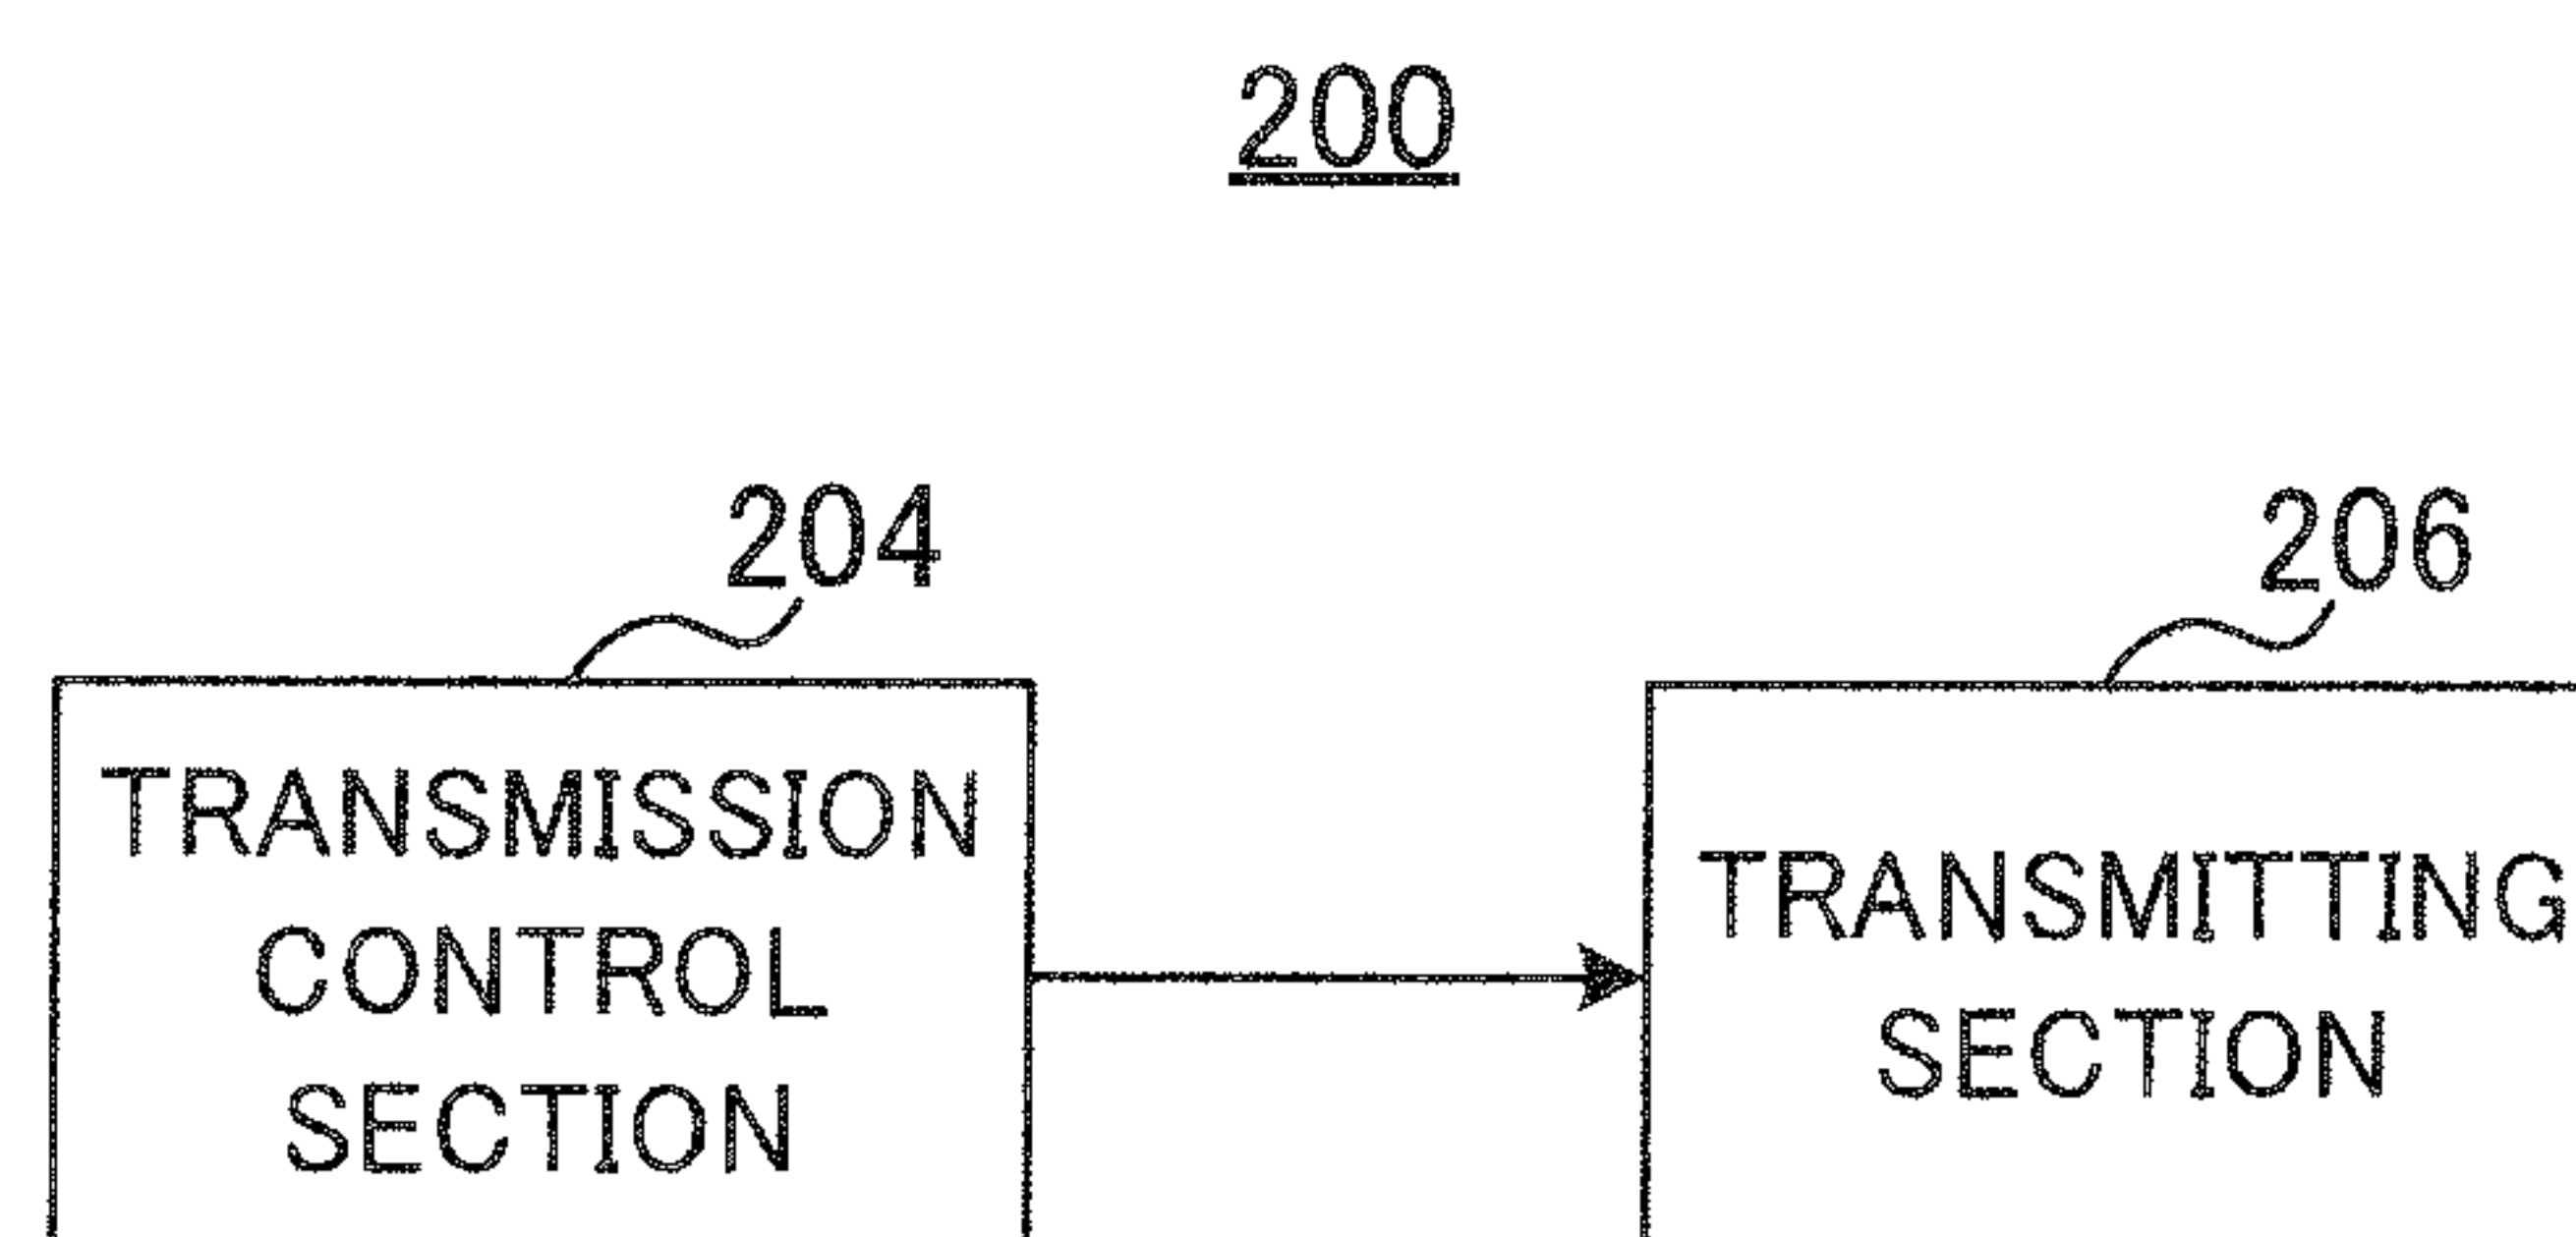 200
204
206
TRANSMISSION
CONTROL
SECTION
TRANSMITTING
SECTION